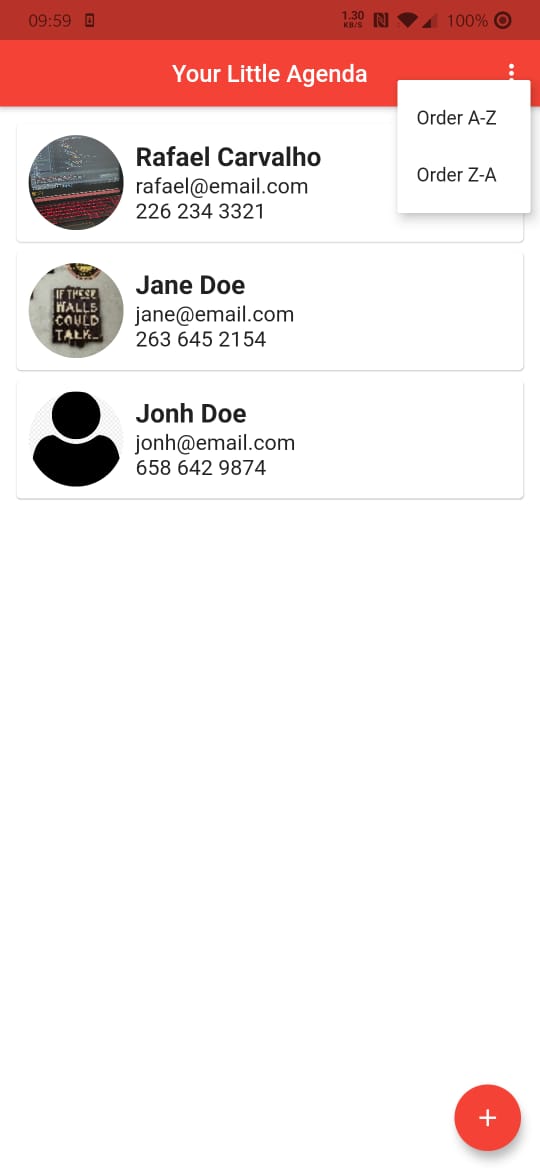 09:59
1.30
KB/S
100%
Your Little Agenda
Order A-Z
Order Z-A
Rafael Carvalho
rafael@email.com
226 234 3321
IF THESE
WALLS
COULD
TALK...
Jane Doe
jane@email.com
263 645 2154
Jonh Doe
jonh@email.com
658 642 9874
+